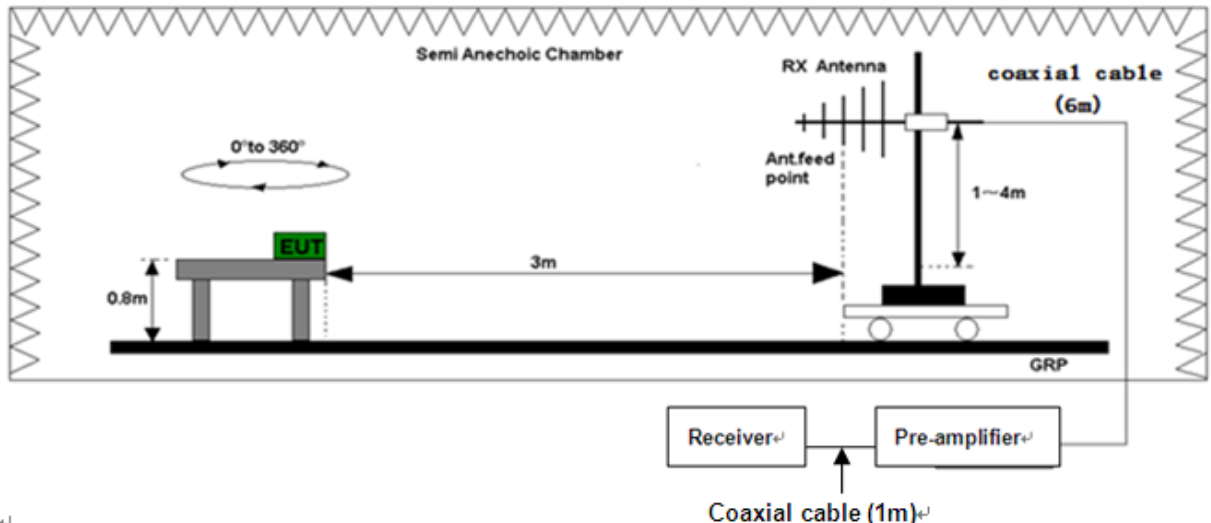 Semi Anechoic Chamber
RX Antenna
coaxial cable
(6m)
0°to 360°
Ant.feed
point
1～4m
EUT
3m
0.8m
GRP
Receiver↵
Pre-amplifier↵
Coaxial cable (1m)↵
↵